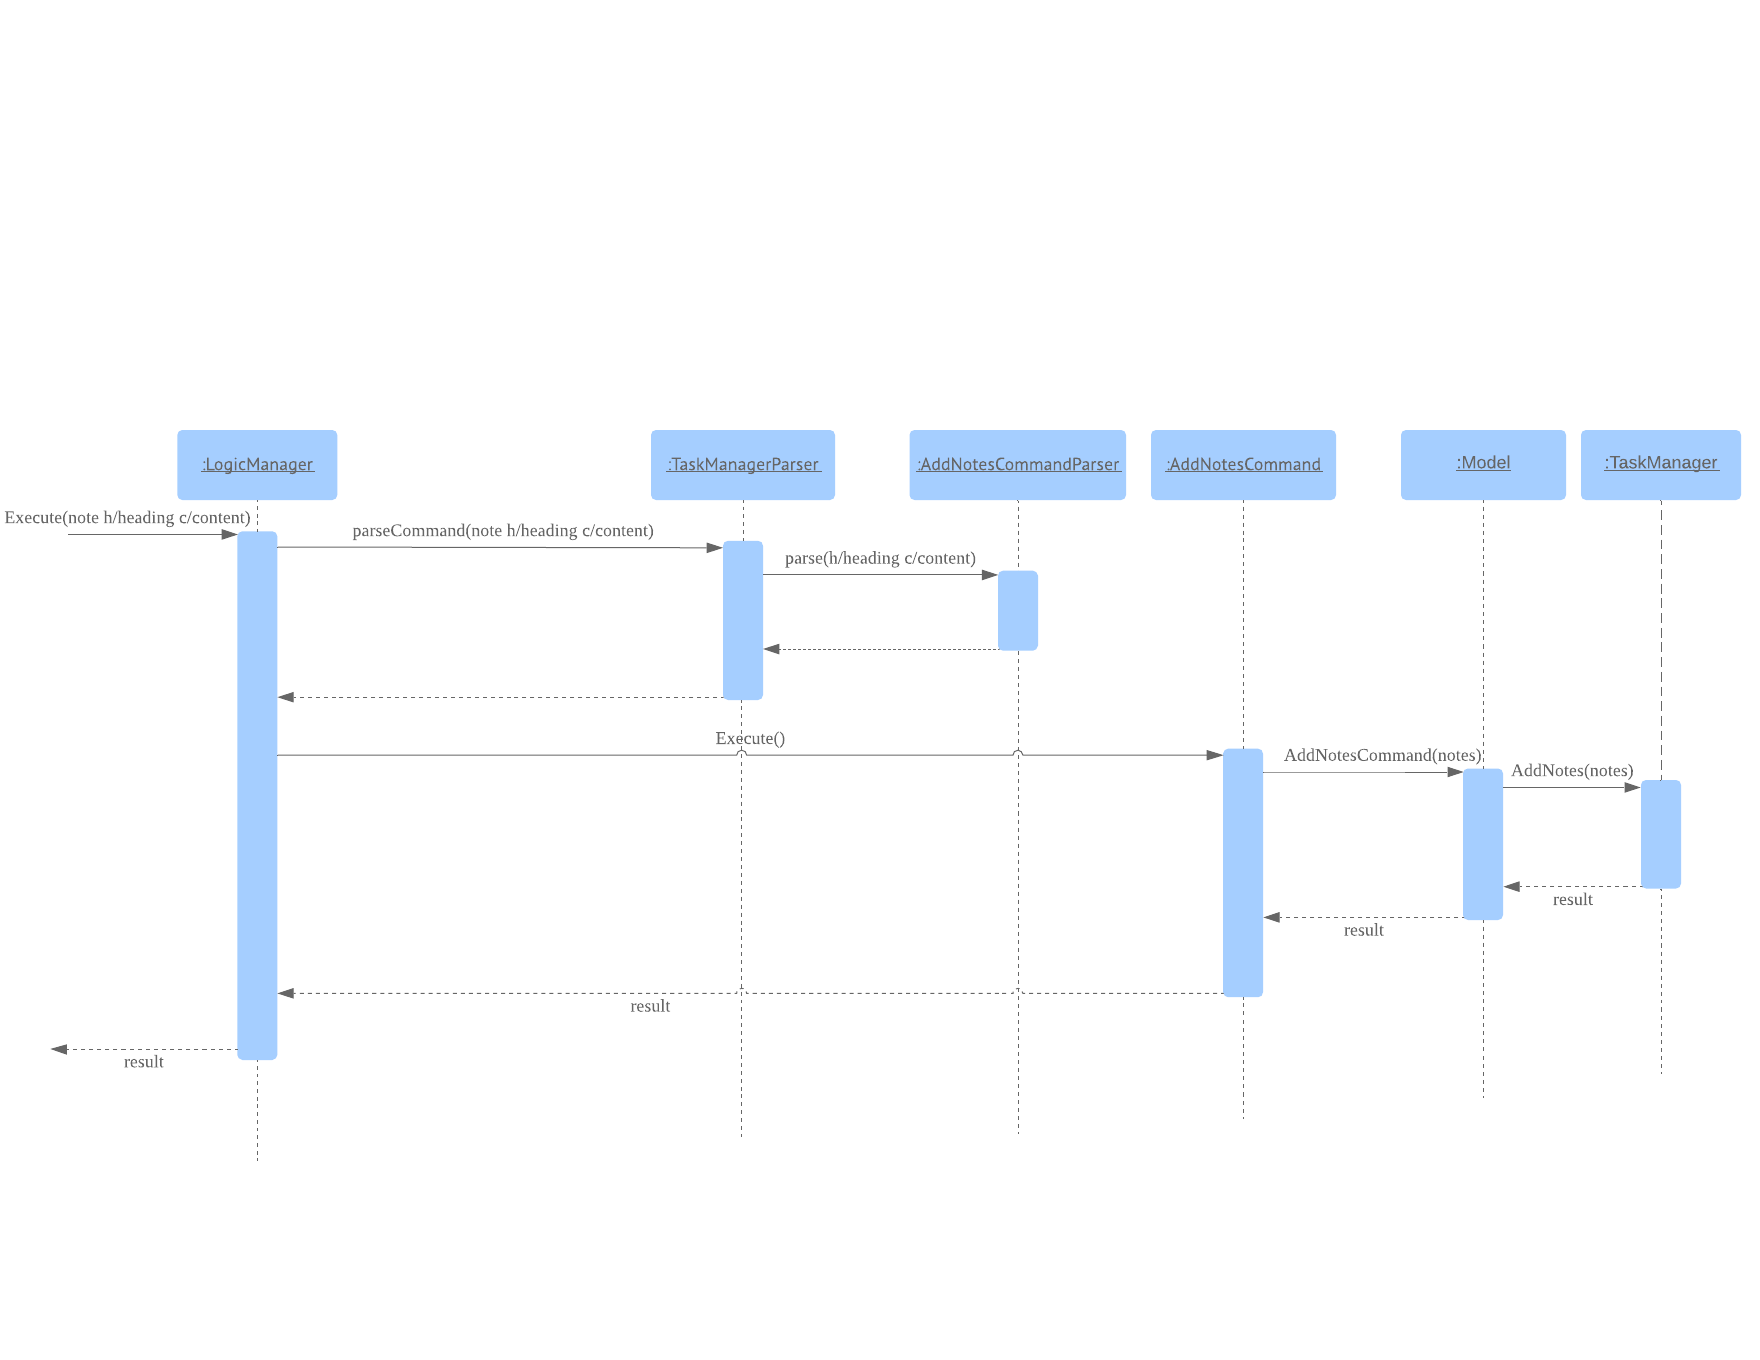 :LogicManager
:TaskManagerParser
:AddNotesCommandParser
:AddNotesCommand
:Model
:TaskManager
Execute(note h/heading c/content)
parseCommand(note h/heading c/content)
parse(h/heading c/content)
Execute()
AddNotesCommand(notes)
AddNotes(notes)
result
result
result
result